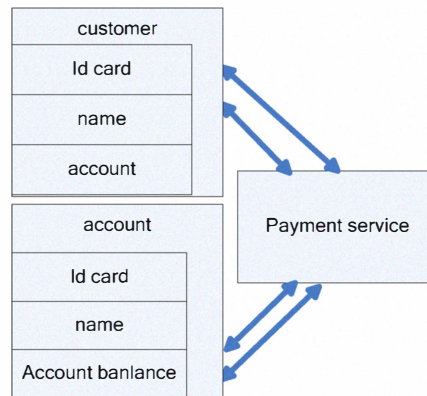 customer
Id card
name
account
Payment service
account
Id card
name
Account banlance